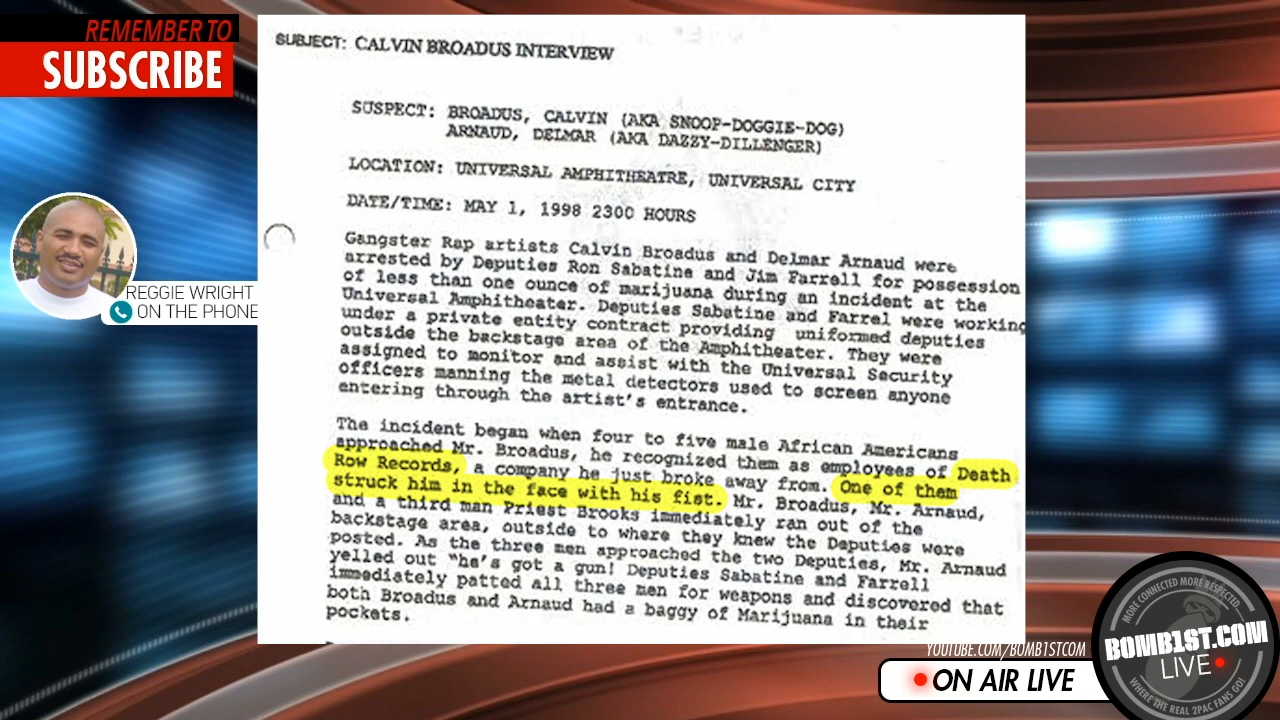 REMEMBER TO
SUBSCRIBE
SUBJECT: CALVIN BROADUS INTERVIEW
SUSPECT: BROADUS, CALVIN (AKA SNOOP-DOGGIE-DOG)
ARNAUD, DELMAR (AKA DAZZY-DILLENGER)
LOCATION: UNIVERSAL AMPHITHEATRE, UNIVERSAL CITY
DATE/TIME: MAY 1, 1998 2300 HOURS
Gangster Rap artists Calvin Broadus and Delmar Arnaud were
arrested by Deputies Ron Sabatine and Jim Farrell for possession
of less than one ounce of marijuana during an incident at the
Universal Amphitheater. Deputies Sabatine and Farrel were working
under a private entity contract providing uniformed deputies
outside the backstage area of the Amphitheater. They were
assigned to monitor and assist with the Universal Security
officers manning the metal detectors used to screen anyone
entering through the artist's entrance.
The incident began when four to five male African Americans
approached Mr. Broadus, he recognized them as employees of Death
Row Records, a company he just broke away from. One of them
struck him in the face with his fist. Mr. Broadus, Mr. Arnaud,
and a third man Priest Brooks immediately ran out of the
backstage area, outside to where they knew the Deputies were
posted. As the three men approached the two Deputies, Mr. Arnaud
yelled out "he's got a gun! Deputies Sabatine and Farrell
immediately patted all three men for weapons and discovered that
both Broadus and Arnaud had a baggy of Marijuana in their
pockets.
REGGIE WRIGHT
ON THE PHONE
YOUTUBE.COM/BOMB1STCOM
ON AIR LIVE
MORE CONNECTED MORE RESPECTED
BOMB1ST.COM
LIVE
WHERE THE REAL 2PAC FANS GO!